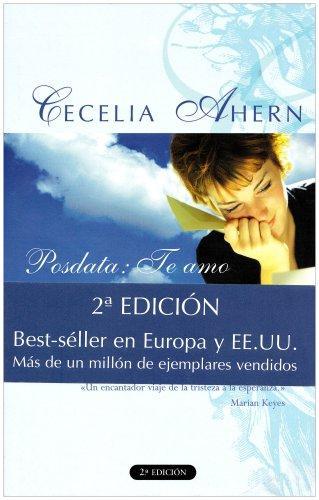 CECELIA AHERN
Posdata: Te amo
2ª EDICIÓN
Best-séller en Europa y EE.UU.
Más de un millón de ejemplares vendidos
«Un encantador viaje de la tristeza a la esperanza.»
Marian Keyes
2ª EDICIÓN